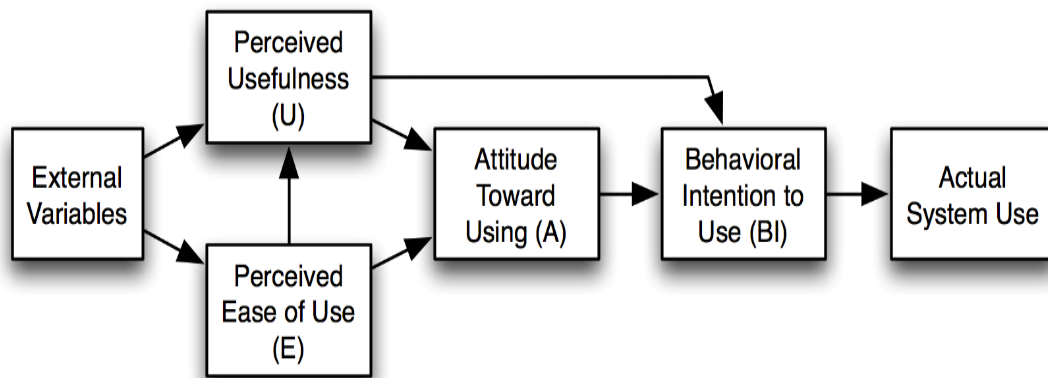 External
Variables
Perceived
Usefulness
(U)
Perceived
Ease of Use
(E)
Attitude
Toward
Using (A)
Behavioral
Intention to
Use (BI)
Actual
System Use